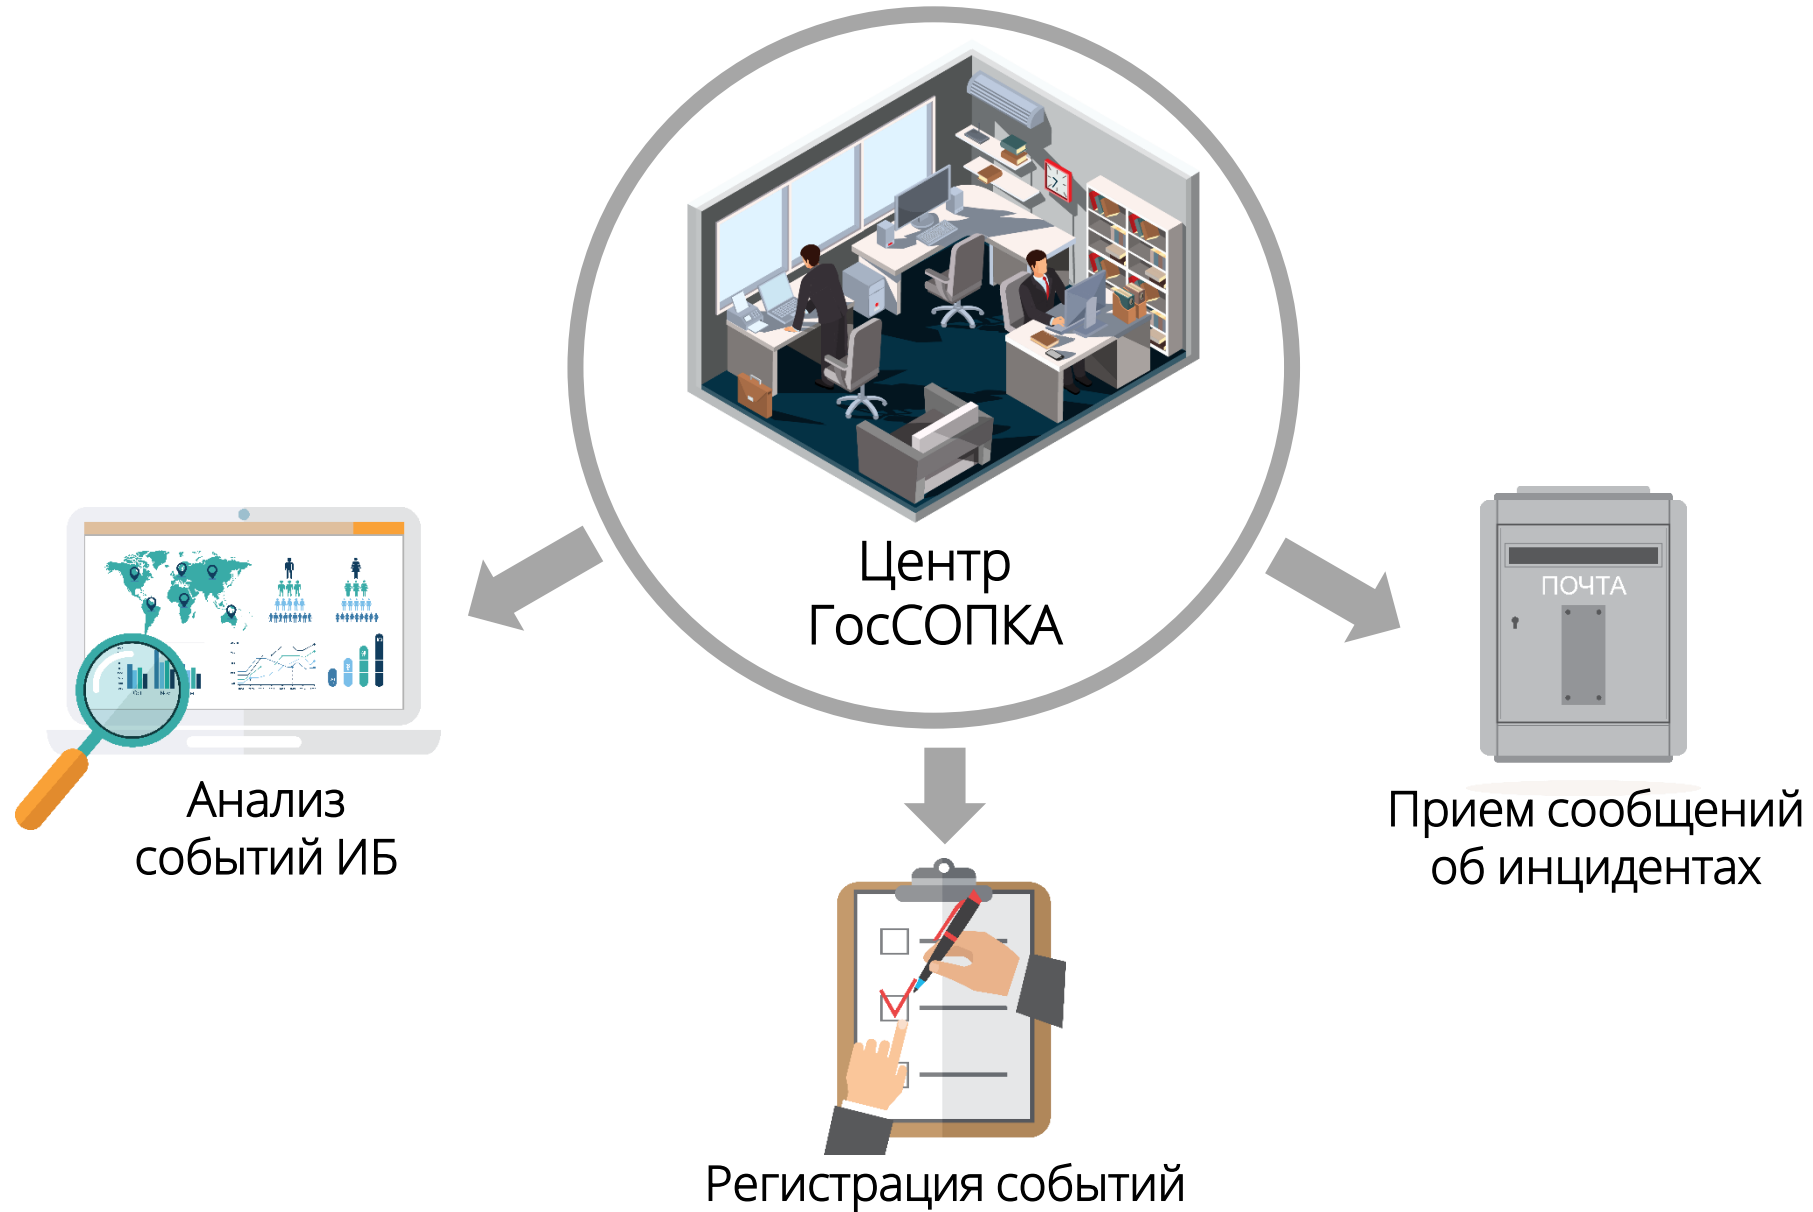 Центр
ГосСОПКА
ПОЧТА
Анализ
событий ИБ
Прием сообщений
об инцидентах
Регистрация событий